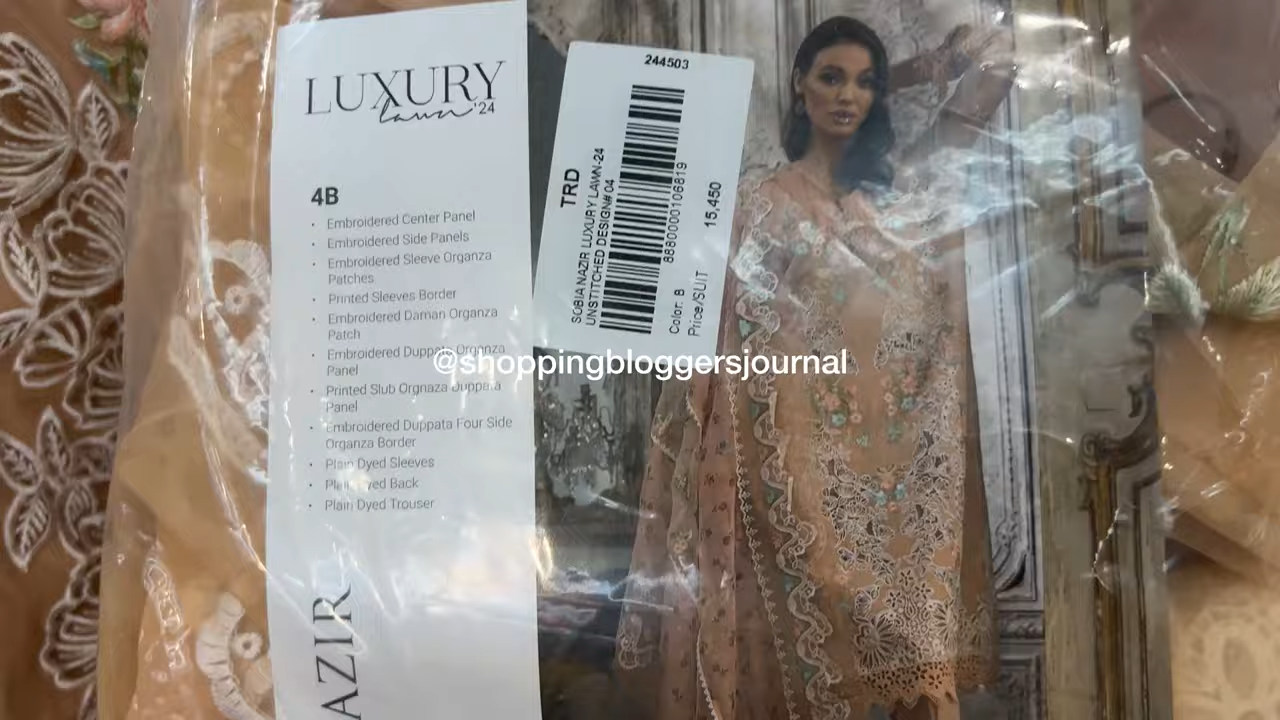 LUXURY
lawn '24
4B
• Embroidered Center Panel
• Embroidered Side Panels
• Embroidered Sleeve Organza
Patches
• Printed Sleeves Border
• Embroidered Daman Organza
Patch
• Embroidered Duppata Organza
Panel
• Printed Slub Orgnaza Duppata
Panel
• Embroidered Duppata Four Side
Organza Border
• Plain Dyed Sleeves
• Plain Dyed Back
• Plain Dyed Trouser
AZIR
244503
TRD
SOBIA NAZIR LUXURY LAWN-24
UNSTITCHED DESIGN# 04
8880000106819
Color: B
Price/SUIT 15,450
@shoppingbloggersjournal